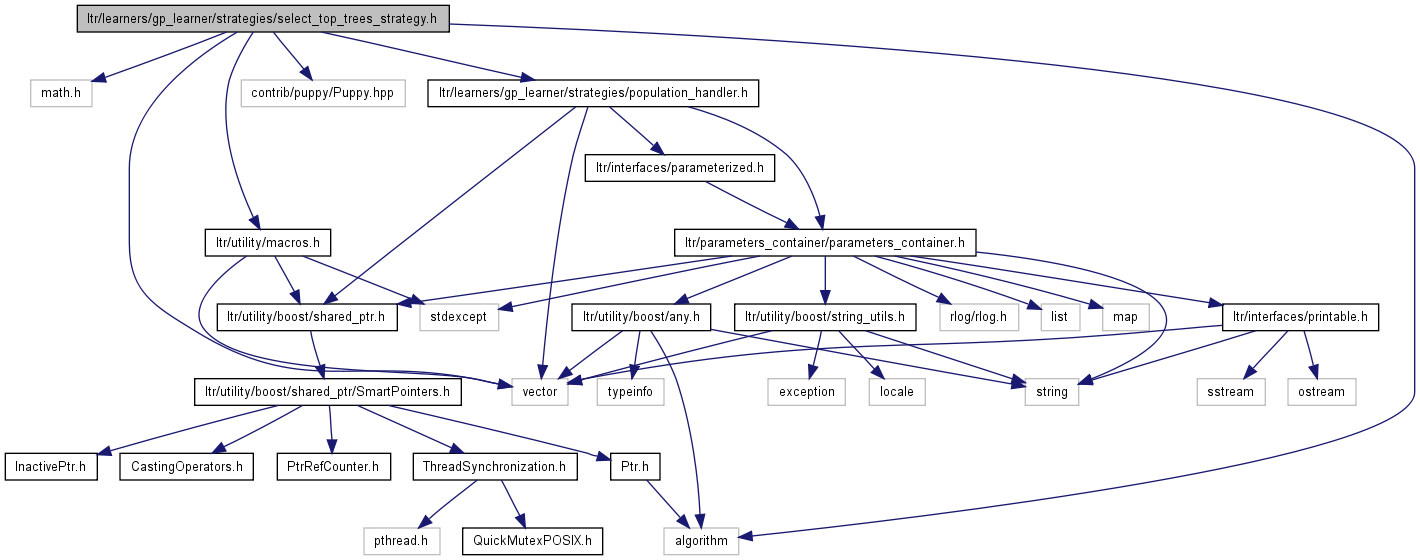 ltr/learners/gp_learner/strategies/select_top_trees_strategy.h
math.h
contrib/puppy/Puppy.hpp
ltr/learners/gp_learner/strategies/population_handler.h
ltr/interfaces/parameterized.h
ltr/utility/macros.h
ltr/parameters_container/parameters_container.h
ltr/utility/boost/shared_ptr.h
stdexcept
ltr/utility/boost/any.h
ltr/utility/boost/string_utils.h
rlog/rlog.h
list
map
ltr/interfaces/printable.h
ltr/utility/boost/shared_ptr/SmartPointers.h
vector
typeinfo
exception
locale
string
sstream
ostream
InactivePtr.h
CastingOperators.h
PtrRefCounter.h
ThreadSynchronization.h
Ptr.h
pthread.h
QuickMutexPOSIX.h
algorithm